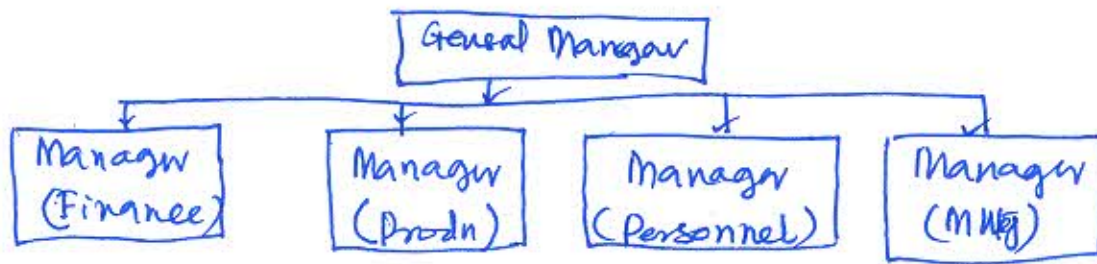 General Manager
Manager
(Finance)
Manager
(Prodn)
Manager
(Personnel)
Manager
(Mktg)